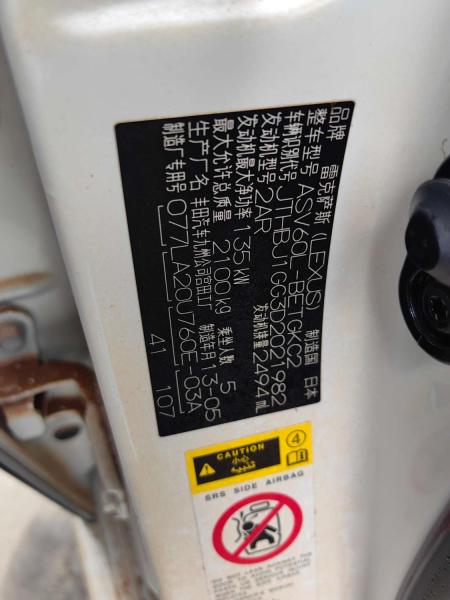 品牌 雷克萨斯(LEXUS) 制造国 日本
整车型号 ASV60L-BETGKC2
车辆识别代号 JTHBJ1GG3D2021982
发动机型号 2AR 发动机排量 2494 mL
发动机最大净功率 135 kW
最大允许总质量 2100 kg 乘坐人数 5
生产厂名 丰田汽车九州公司宫田工厂 制造年月 13-05
制造厂专用号 077LA20U760E-03A
41 107
CAUTION
小心
4
SRS SIDE AIRBAG